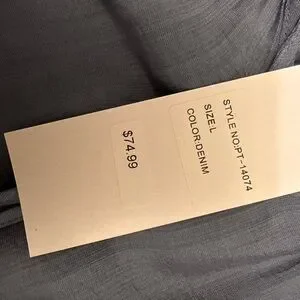 STYLE NO:PT-14074
SIZE:L
COLOR:DENIM
$74.99